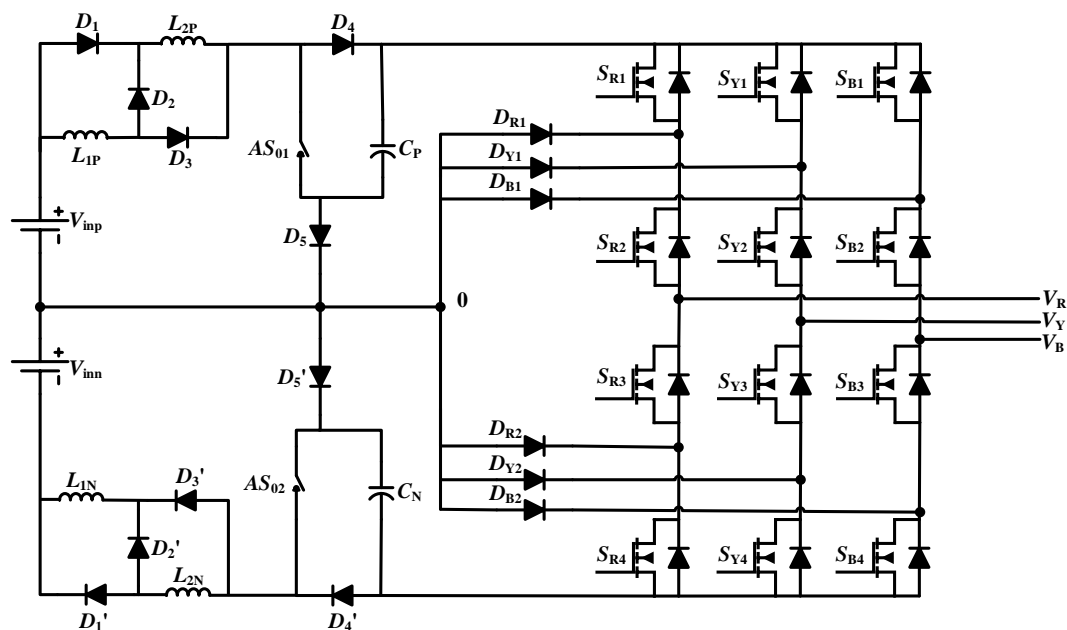 D1
L2P
D4
SR1
SY1
SB1
D2
L1P
D3
AS01
CP
DR1
DY1
DB1
+
Vinp
D5
SR2
SY2
SB2
0
VR
VY
VB
+
Vinn
D5'
SR3
SY3
SB3
L1N
D3'
AS02
CN
DR2
DY2
DB2
D2'
L2N
D1'
D4'
SR4
SY4
SB4